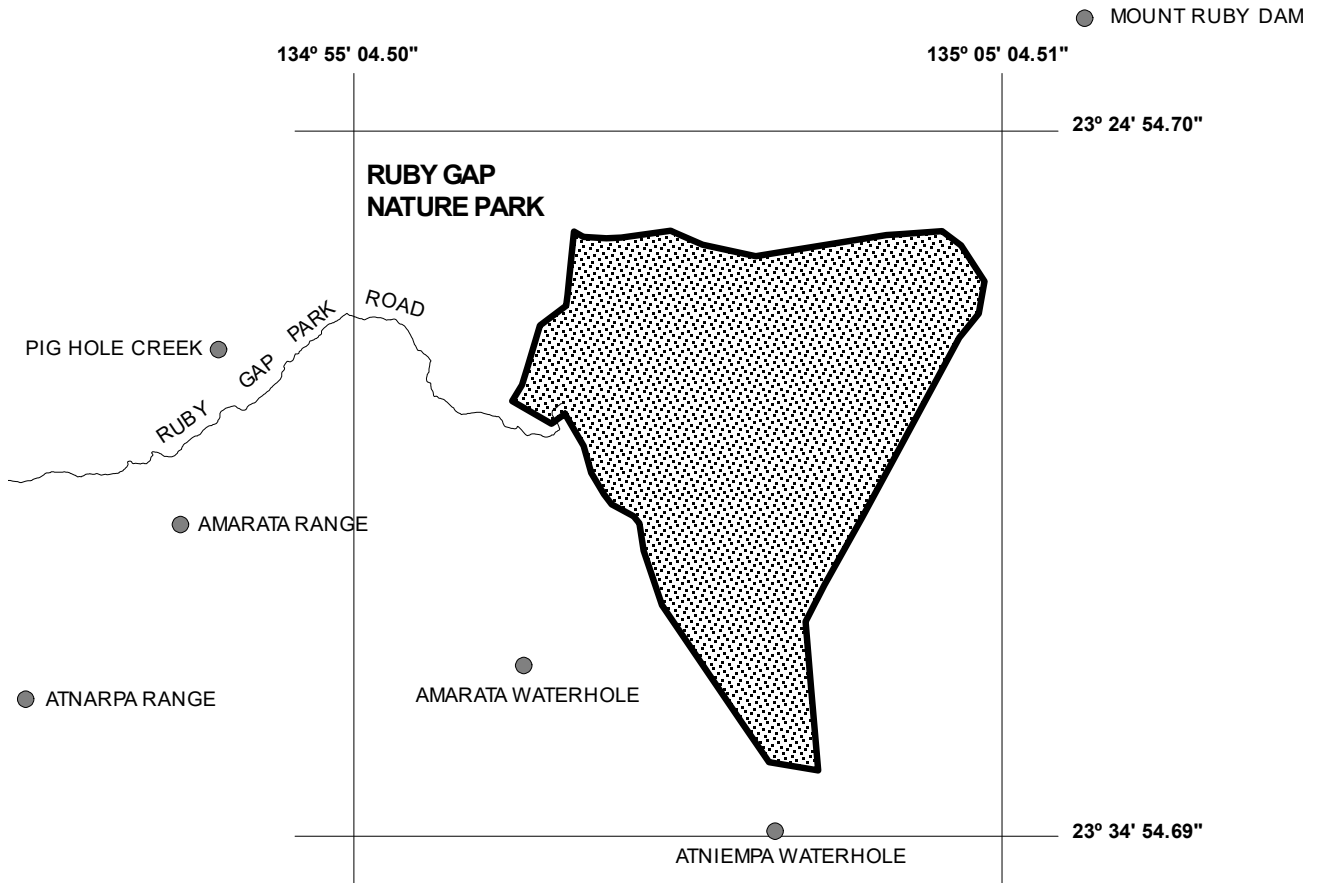 MOUNT RUBY DAM
134º 55' 04.50"
135º 05' 04.51"
23º 24' 54.70"
RUBY GAP
NATURE PARK
RUBY GAP PARK ROAD
PIG HOLE CREEK
AMARATA RANGE
AMARATA WATERHOLE
ATNARPA RANGE
23º 34' 54.69"
ATNIEMPA WATERHOLE